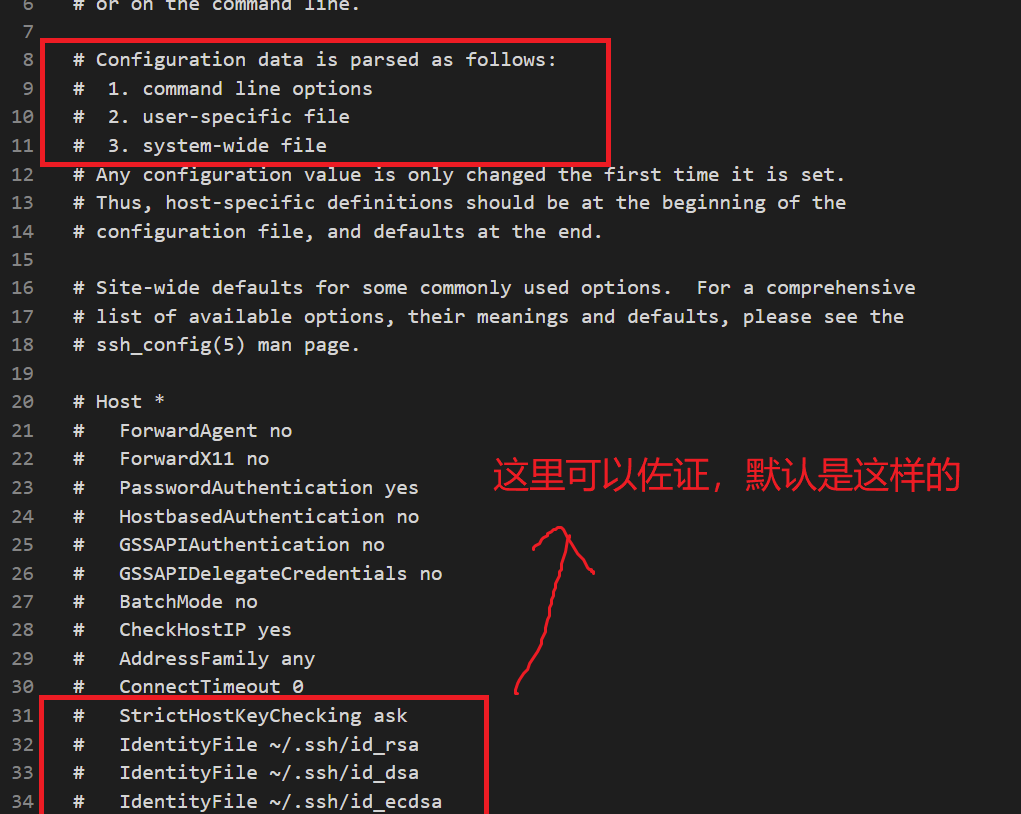 6 # or on the command line.
7
8 # Configuration data is parsed as follows:
9 #  1. command line options
10 #  2. user-specific file
11 #  3. system-wide file
12 # Any configuration value is only changed the first time it is set.
13 # Thus, host-specific definitions should be at the beginning of the
14 # configuration file, and defaults at the end.
15
16 # Site-wide defaults for some commonly used options.  For a comprehensive
17 # list of available options, their meanings and defaults, please see the
18 # ssh_config(5) man page.
19
20 # Host *
21 #   ForwardAgent no
22 #   ForwardX11 no
23 #   PasswordAuthentication yes
这里可以佐证，默认是这样的
24 #   HostbasedAuthentication no
25 #   GSSAPIAuthentication no
26 #   GSSAPIDelegateCredentials no
27 #   BatchMode no
28 #   CheckHostIP yes
29 #   AddressFamily any
30 #   ConnectTimeout 0
31 #   StrictHostKeyChecking ask
32 #   IdentityFile ~/.ssh/id_rsa
33 #   IdentityFile ~/.ssh/id_dsa
34 #   IdentityFile ~/.ssh/id_ecdsa